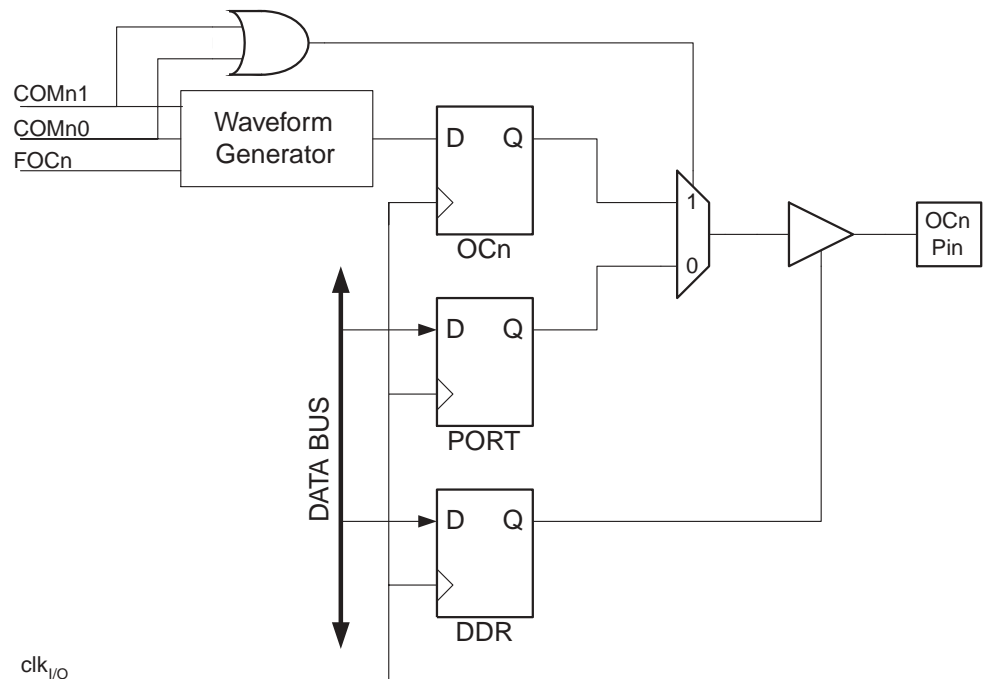 COMn1
COMn0
FOCn
Waveform
Generator
D Q
OCn
1
0
OCn
Pin
D Q
PORT
DATA BUS
D Q
DDR
clkI/O